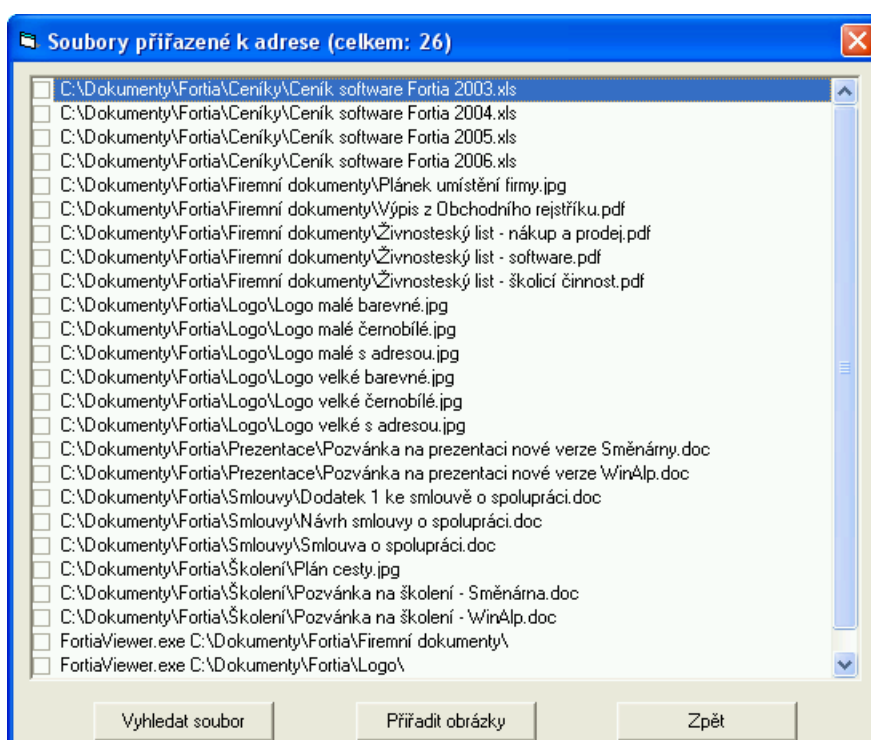 Soubory přiřazené k adrese (celkem: 26)
C:\Dokumenty\Fortia\Ceníky\Ceník software Fortia 2003.xls
C:\Dokumenty\Fortia\Ceníky\Ceník software Fortia 2004.xls
C:\Dokumenty\Fortia\Ceníky\Ceník software Fortia 2005.xls
C:\Dokumenty\Fortia\Ceníky\Ceník software Fortia 2006.xls
C:\Dokumenty\Fortia\Firemní dokumenty\Plánek umístění firmy.jpg
C:\Dokumenty\Fortia\Firemní dokumenty\Výpis z Obchodního rejstříku.pdf
C:\Dokumenty\Fortia\Firemní dokumenty\Živnosteský list - nákup a prodej.pdf
C:\Dokumenty\Fortia\Firemní dokumenty\Živnosteský list - software.pdf
C:\Dokumenty\Fortia\Firemní dokumenty\Živnosteský list - školicí činnost.pdf
C:\Dokumenty\Fortia\Logo\Logo malé barevné.jpg
C:\Dokumenty\Fortia\Logo\Logo malé černobílé.jpg
C:\Dokumenty\Fortia\Logo\Logo malé s adresou.jpg
C:\Dokumenty\Fortia\Logo\Logo velké barevné.jpg
C:\Dokumenty\Fortia\Logo\Logo velké černobílé.jpg
C:\Dokumenty\Fortia\Logo\Logo velké s adresou.jpg
C:\Dokumenty\Fortia\Prezentace\Pozvánka na prezentaci nové verze Směnárny.doc
C:\Dokumenty\Fortia\Prezentace\Pozvánka na prezentaci nové verze WinAlp.doc
C:\Dokumenty\Fortia\Smlouvy\Dodatek 1 ke smlouvě o spolupráci.doc
C:\Dokumenty\Fortia\Smlouvy\Návrh smlouvy o spolupráci.doc
C:\Dokumenty\Fortia\Smlouvy\Smlouva o spolupráci.doc
C:\Dokumenty\Fortia\Školení\Plán cesty.jpg
C:\Dokumenty\Fortia\Školení\Pozvánka na školení - Směnárna.doc
C:\Dokumenty\Fortia\Školení\Pozvánka na školení - WinAlp.doc
FortiaViewer.exe C:\Dokumenty\Fortia\Firemní dokumenty\
FortiaViewer.exe C:\Dokumenty\Fortia\Logo\
Vyhledat soubor Přiřadit obrázky Zpět